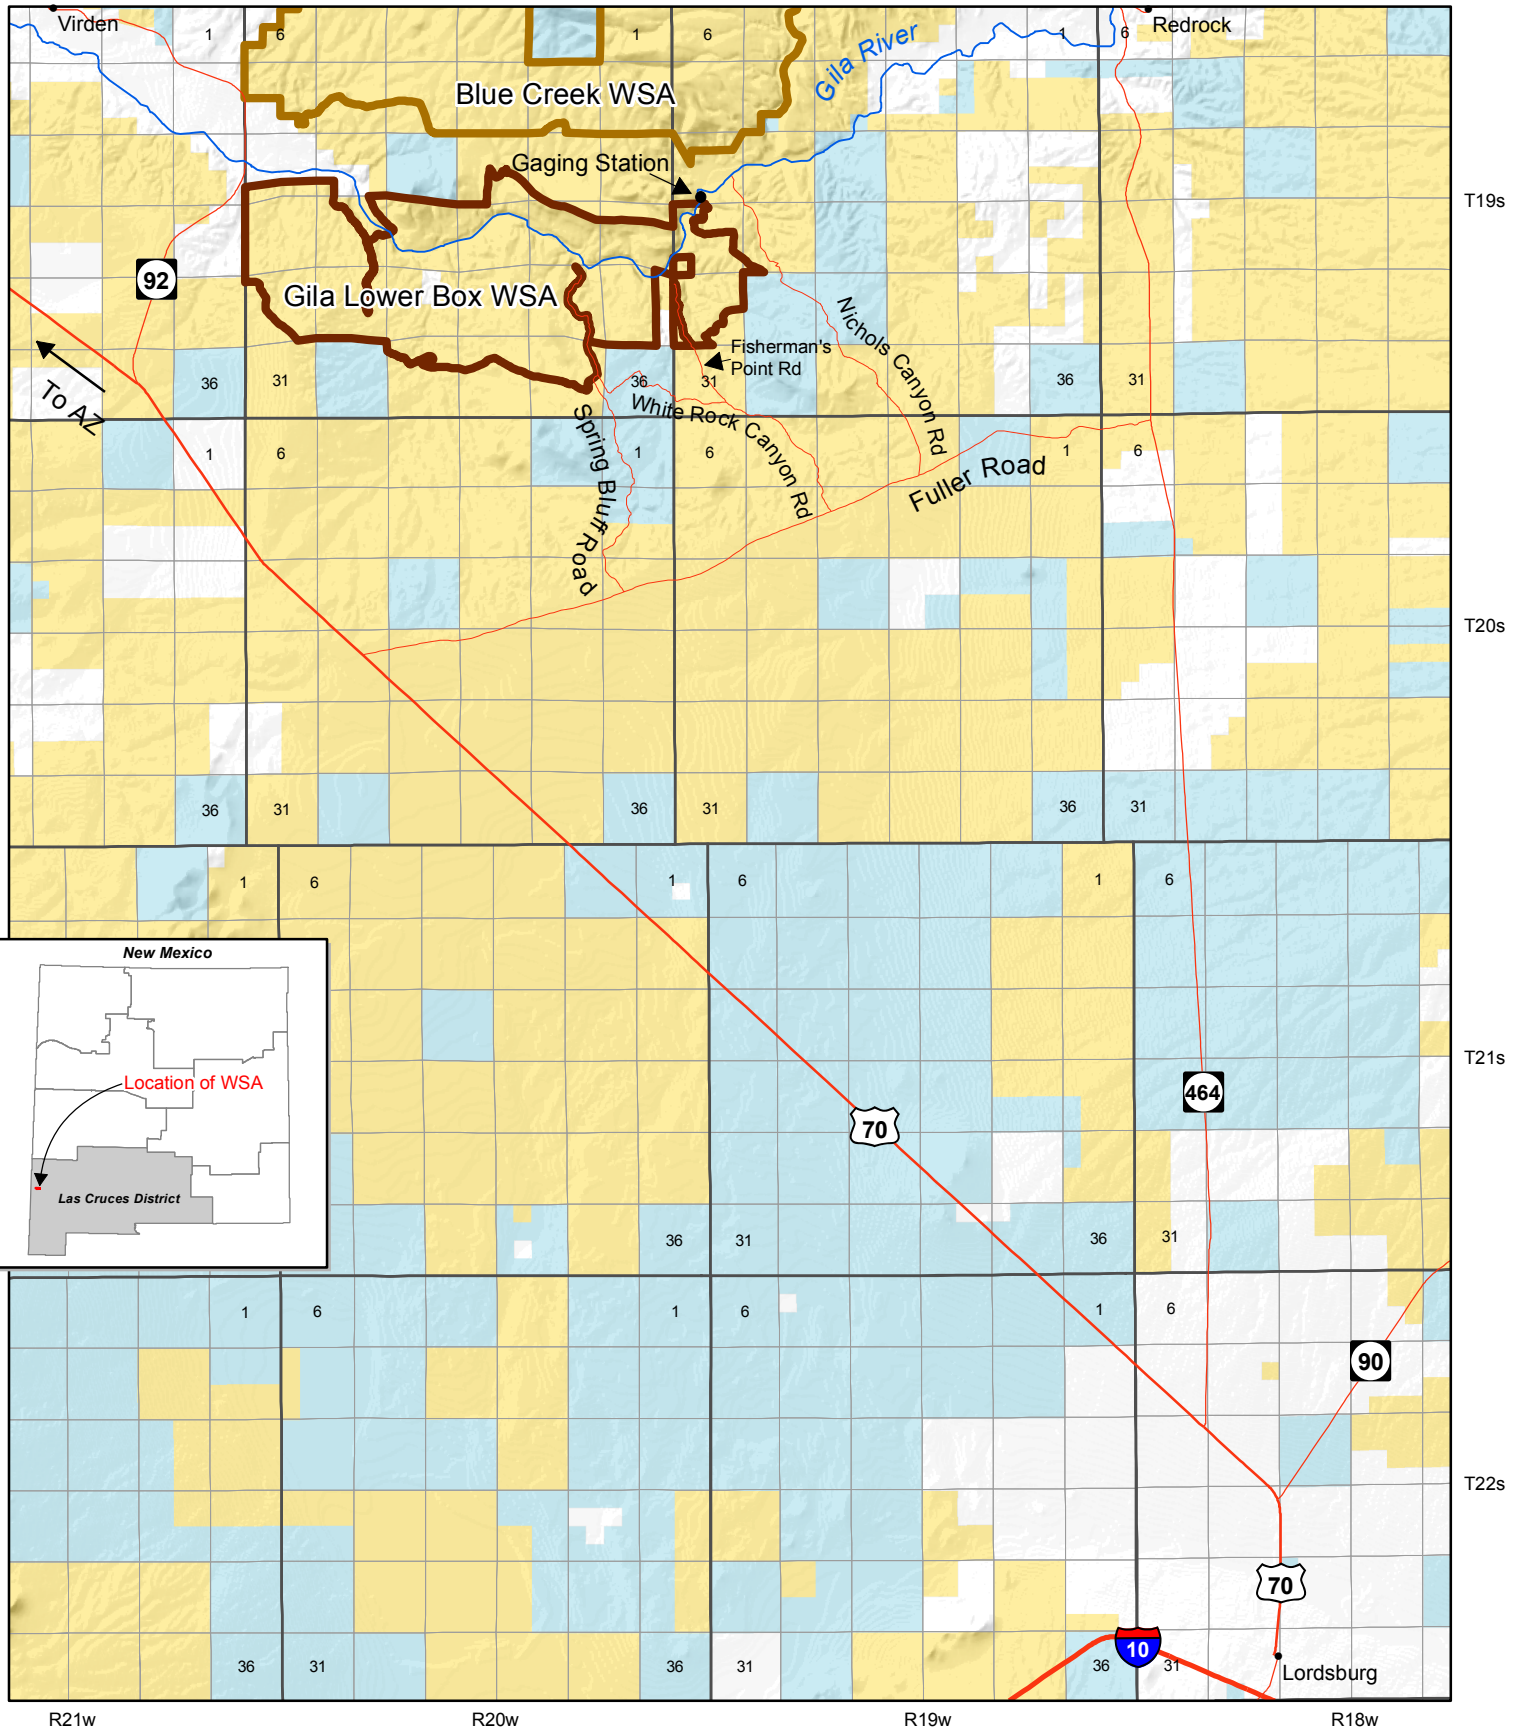 Virden
Redrock
1
6
1
6
1
6
Gila River
Blue Creek WSA
Gaging Station
T19s
92
Gila Lower Box WSA
Nichols Canyon Rd
Fisherman's
Point Rd
To AZ
36
31
36
31
36
31
White Rock Canyon Rd
Spring Bluff Road
Fuller Road
1
6
1
6
1
6
T20s
36
31
36
31
36
31
1
6
1
6
1
6
New Mexico
Location of WSA
Las Cruces District
T21s
464
70
36
31
36
31
1
6
1
6
1
6
90
T22s
70
10
36
31
36
31
36
31
Lordsburg
R21w
R20w
R19w
R18w